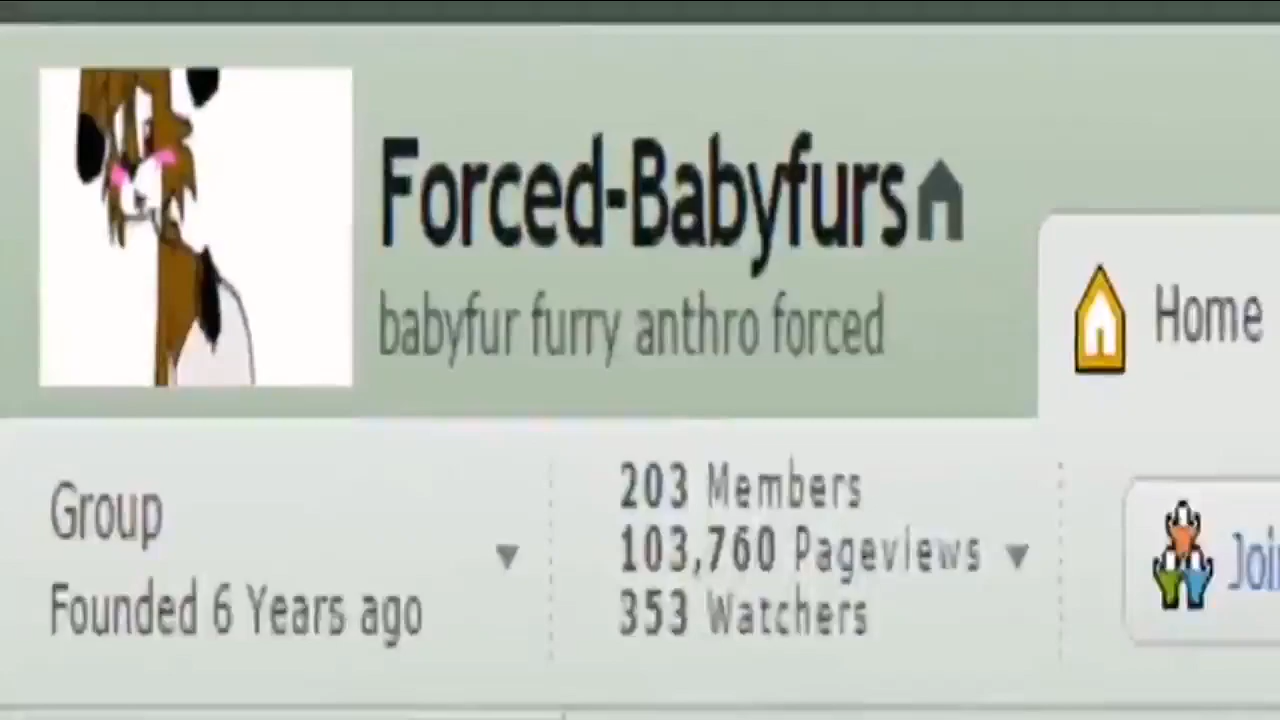 Forced-Babyfurs
babyfur furry anthro forced
Home
Group
Founded 6 Years ago
203 Members
103,760 Pageviews
353 Watchers